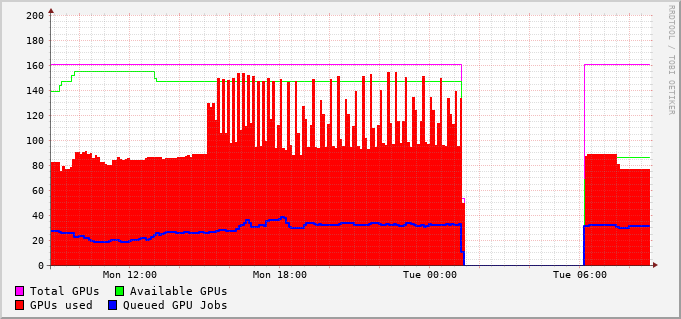 200
180
160
140
120
100
80
60
40
20
0
Mon 12:00 Mon 18:00 Tue 00:00 Tue 06:00
Total GPUs Available GPUs
GPUs used Queued GPU Jobs
RRDTOOL / TOBI OETIKER